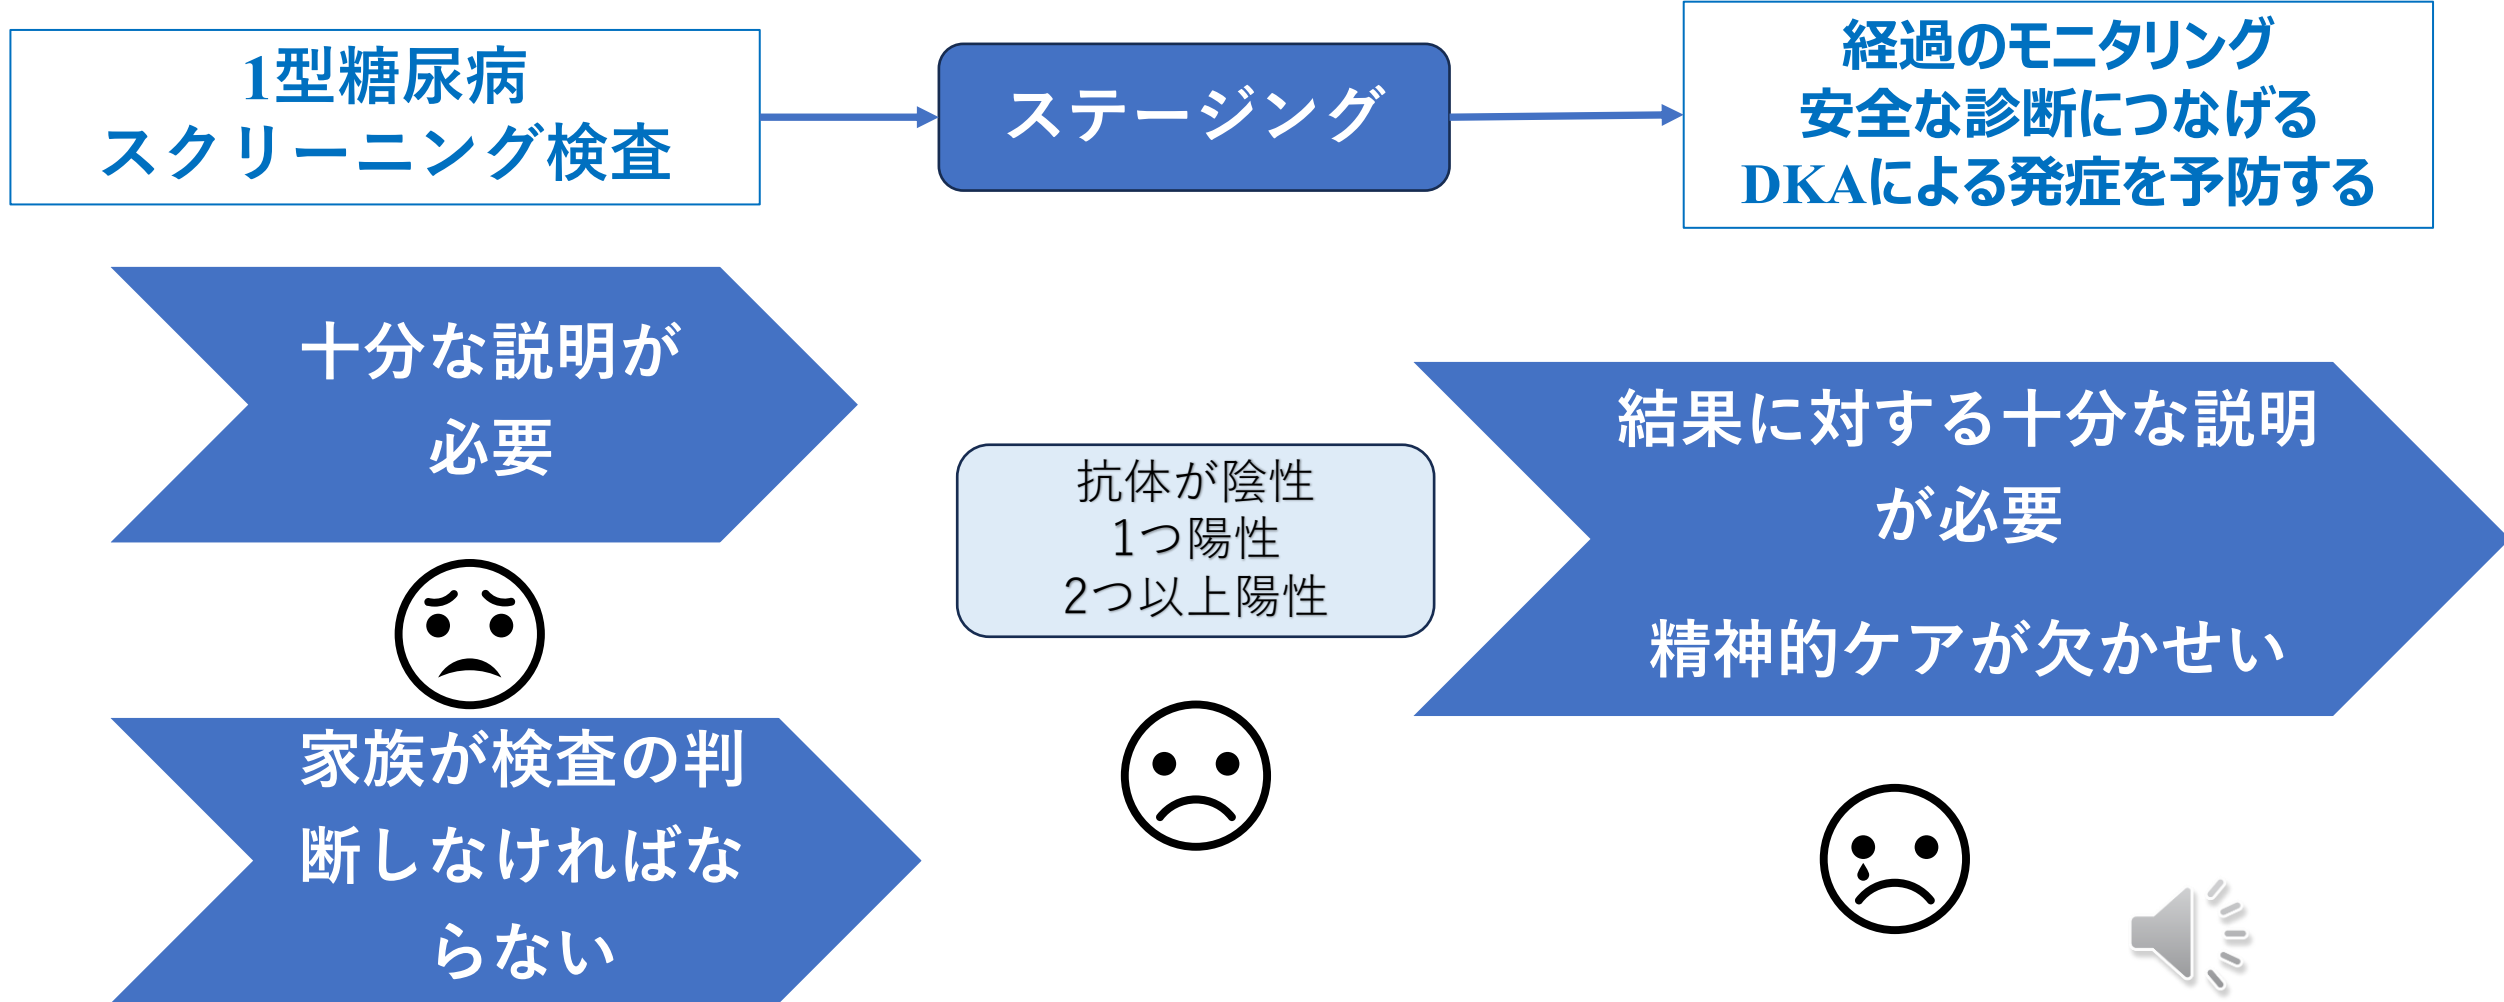 1型糖尿病
スクリーニング検査
ステージング
経過のモニタリング
安全な診断につなげる
DKAによる発症を予防する
十分な説明が
必要
家族が検査の判
断しなければな
らない
抗体が陰性
1つ陽性
2つ以上陽性
結果に対する十分な説明
が必要
精神的ケアが欠かせい